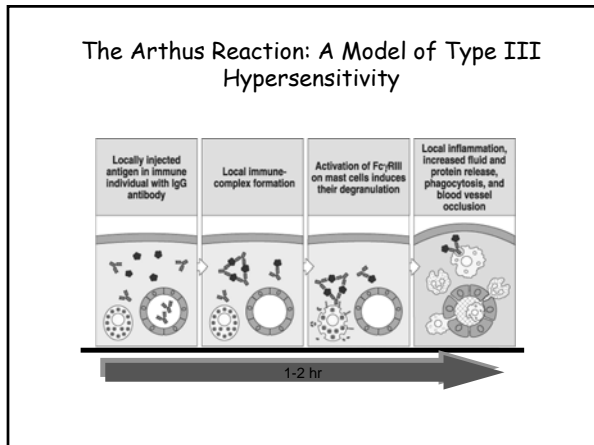 The Arthus Reaction: A Model of Type III
Hypersensitivity
Locally injected
antigen in immune
individual with IgG
antibody
Local immune-
complex formation
Activation of FcγRIII
on mast cells induces
their degranulation
Local inflammation,
increased fluid and
protein release,
phagocytosis, and
blood vessel
occlusion
1-2 hr